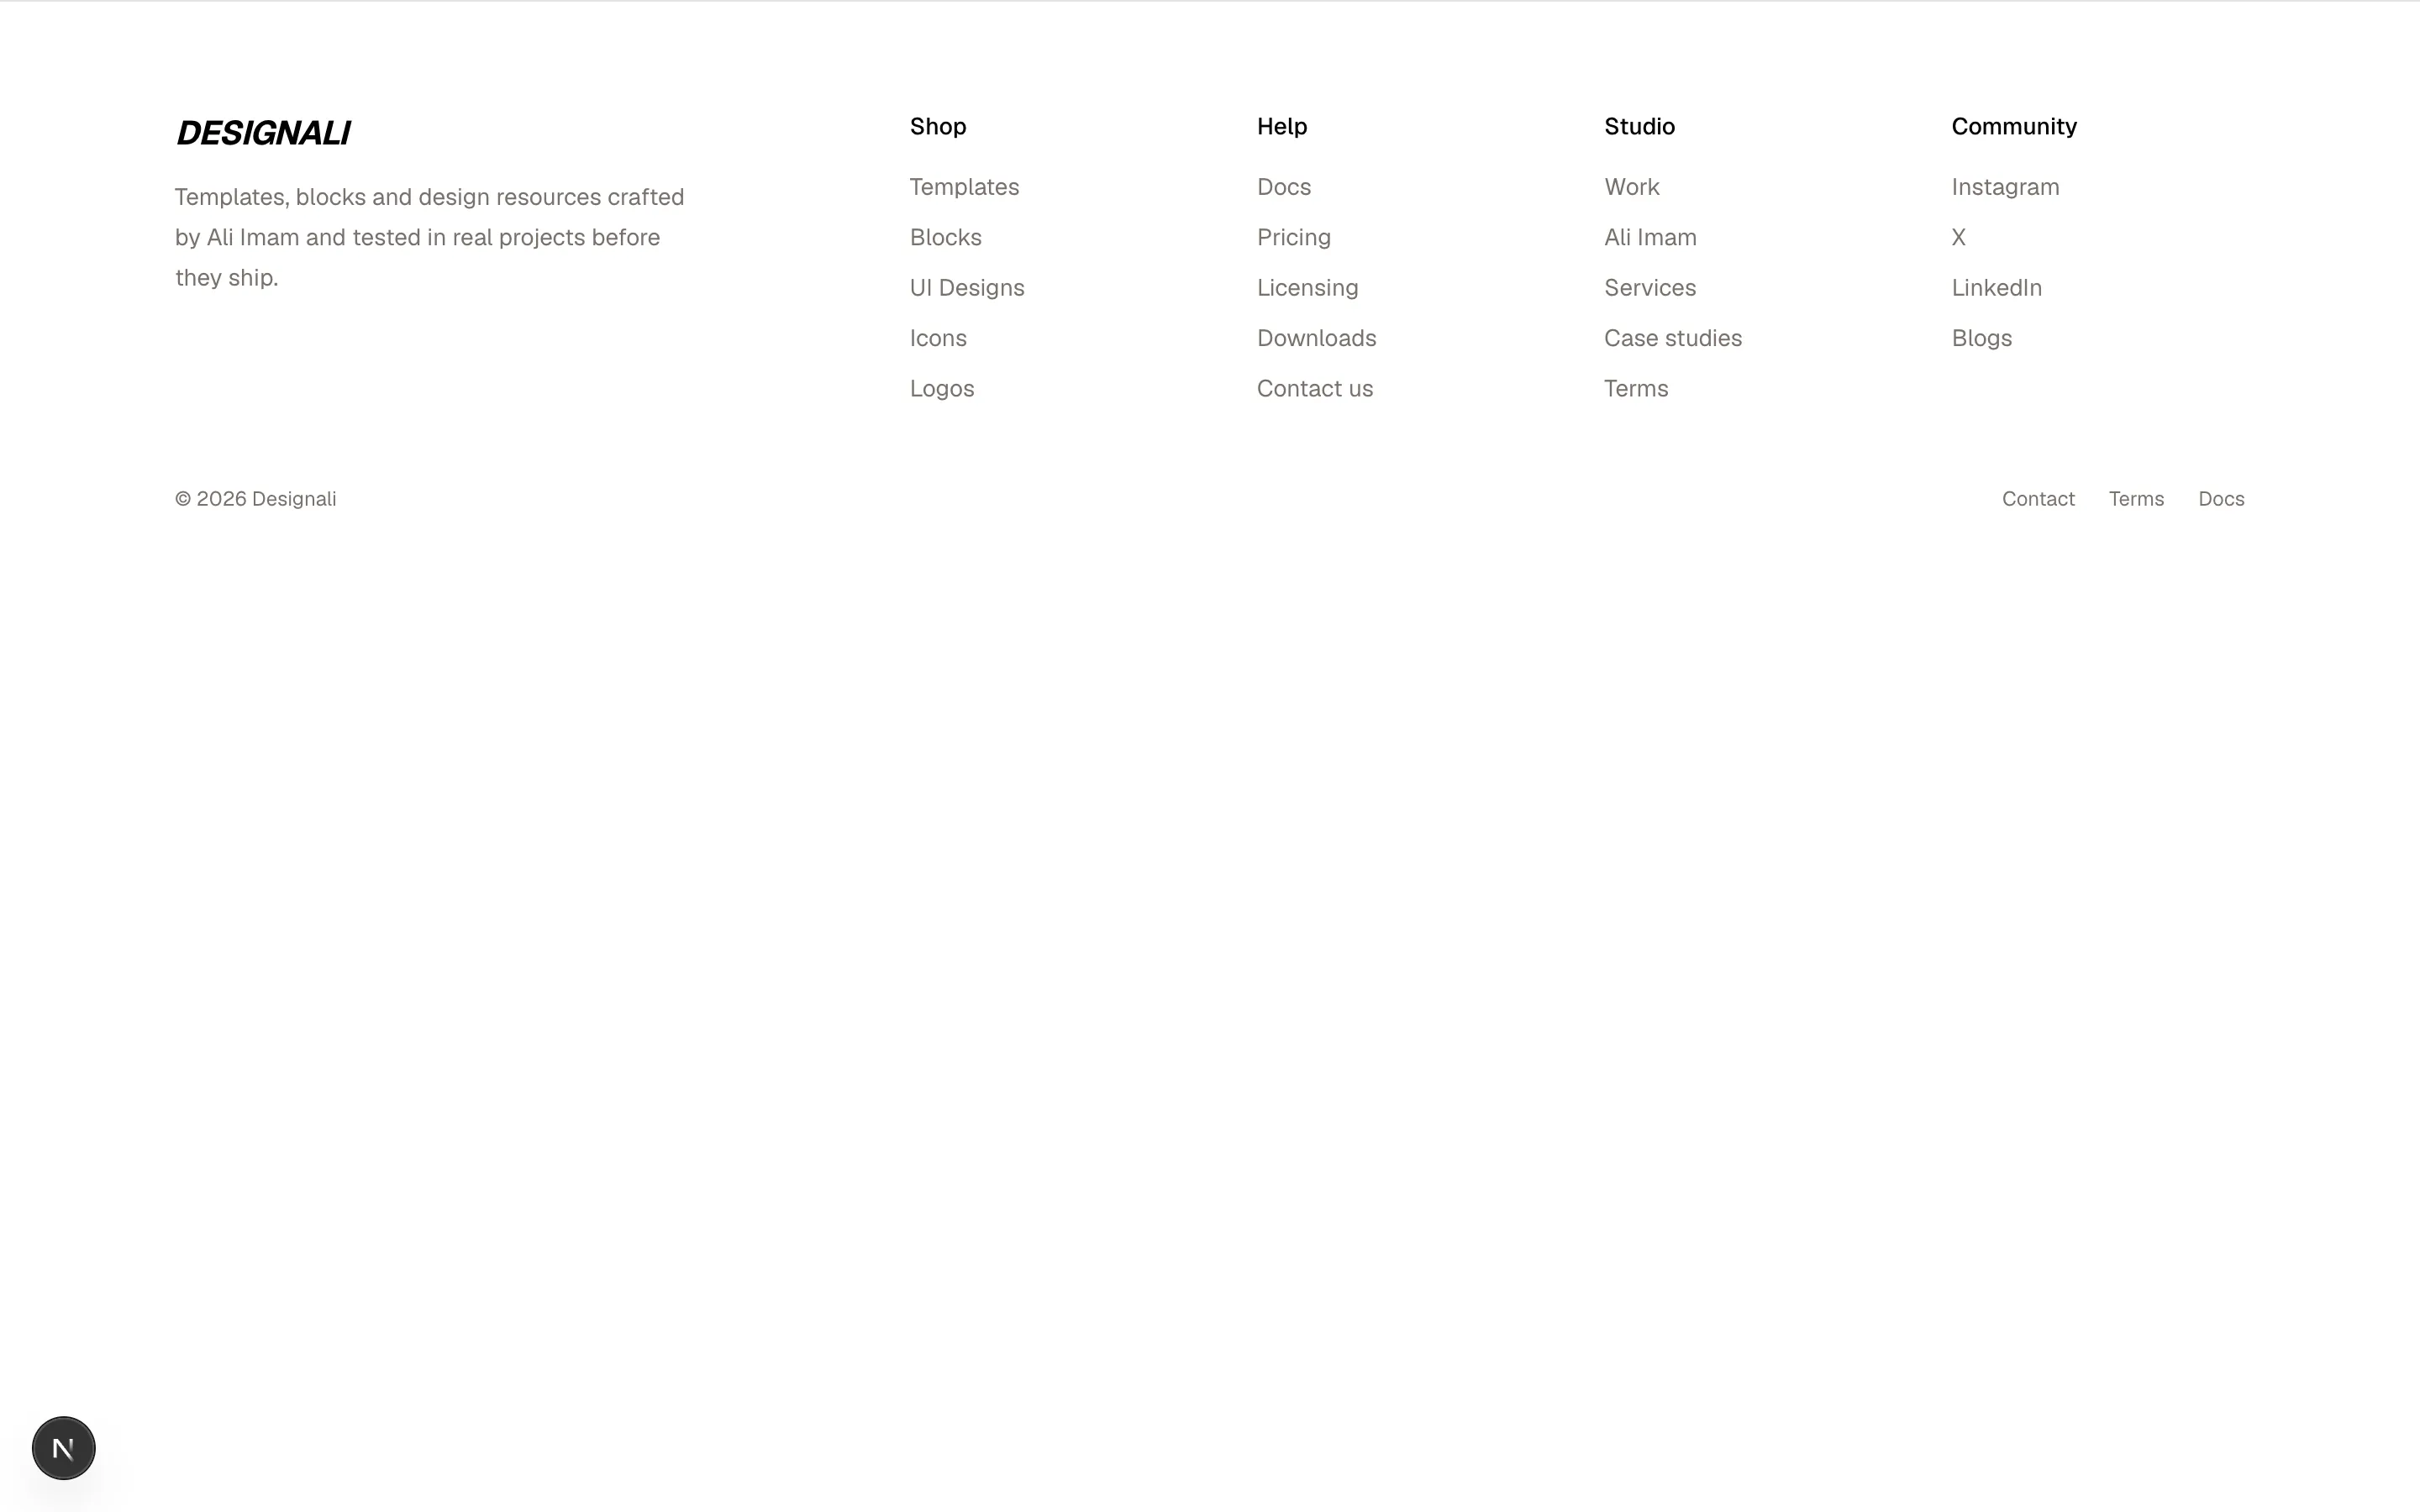 DESIGNALI
Templates, blocks and design resources crafted
by Ali Imam and tested in real projects before
they ship.
Shop
Templates
Blocks
UI Designs
Icons
Logos
Help
Docs
Pricing
Licensing
Downloads
Contact us
Studio
Work
Ali Imam
Services
Case studies
Terms
Community
Instagram
X
LinkedIn
Blogs
© 2026 Designali
Contact Terms Docs
N